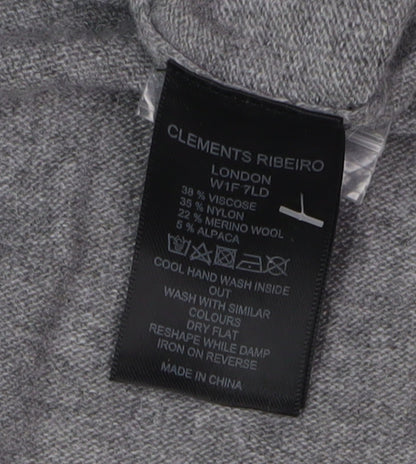 CLEMENTS RIBEIRO
LONDON
W1F 7LD
38 % VISCOSE
35 % NYLON
22 % MERINO WOOL
5 % ALPACA
COOL HAND WASH INSIDE
OUT
WASH WITH SIMILAR
COLOURS
DRY FLAT
RESHAPE WHILE DAMP
IRON ON REVERSE
MADE IN CHINA